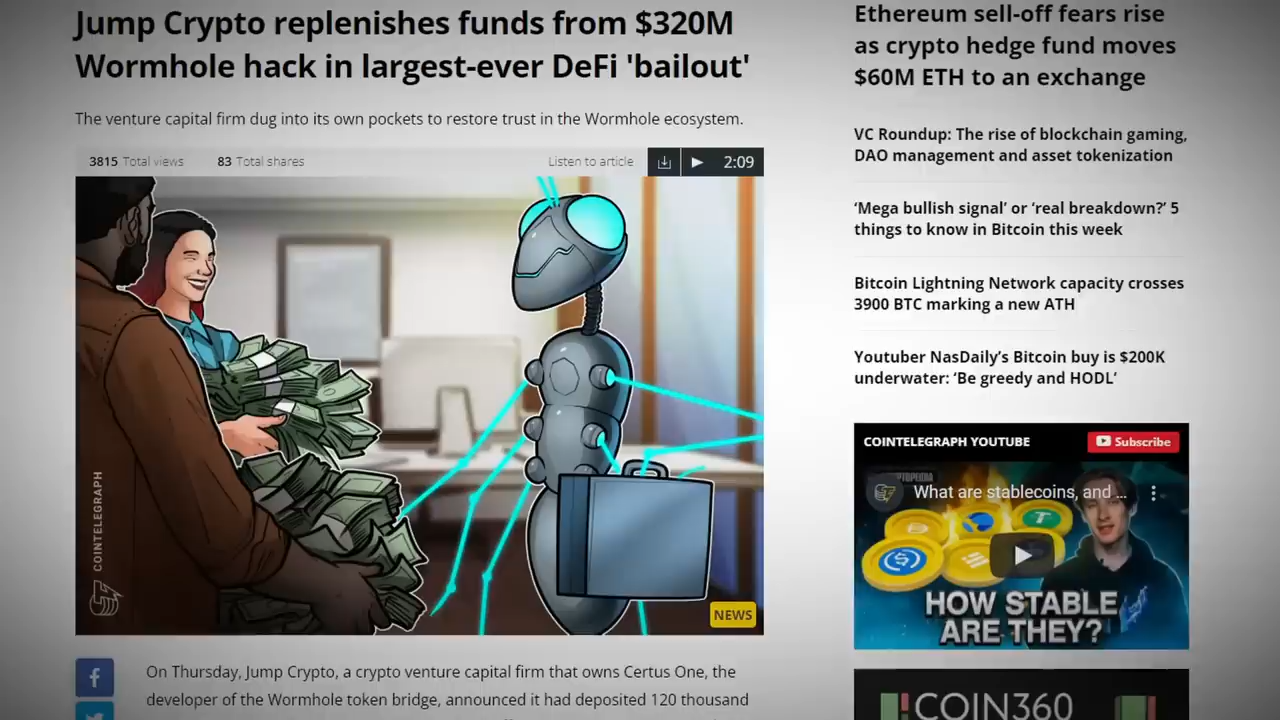 Jump Crypto replenishes funds from $320M
Wormhole hack in largest-ever DeFi 'bailout'
The venture capital firm dug into its own pockets to restore trust in the Wormhole ecosystem.
3815 Total views 83 Total shares Listen to article 2:09
COINTELEGRAPH
NEWS
On Thursday, Jump Crypto, a crypto venture capital firm that owns Certus One, the
developer of the Wormhole token bridge, announced it had deposited 120 thousand
Ethereum sell-off fears rise
as crypto hedge fund moves
$60M ETH to an exchange
VC Roundup: The rise of blockchain gaming,
DAO management and asset tokenization
‘Mega bullish signal’ or ‘real breakdown?’ 5
things to know in Bitcoin this week
Bitcoin Lightning Network capacity crosses
3900 BTC marking a new ATH
Youtuber NasDaily’s Bitcoin buy is $200K
underwater: ‘Be greedy and HODL’
COINTELEGRAPH YOUTUBE Subscribe
What are stablecoins, and ...
HOW STABLE
ARE THEY?
COIN360